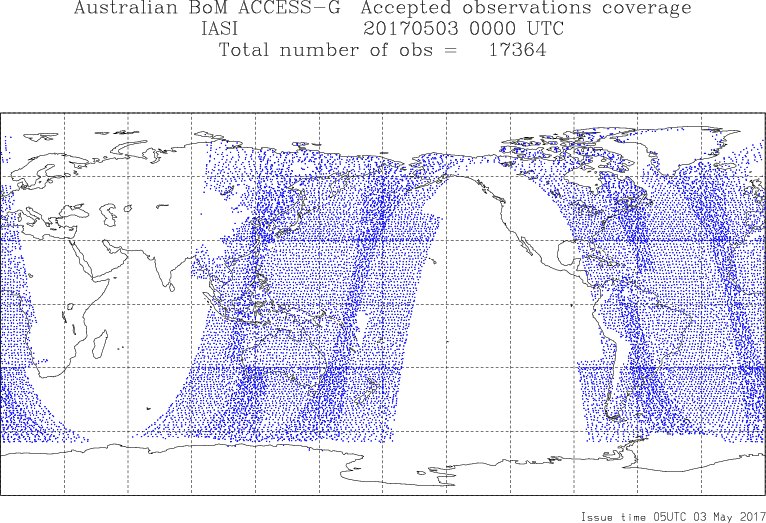 Australian BoM ACCESS-G Accepted observations coverage
IASI 20170503 0000 UTC
Total number of obs = 17364
Issue time 05UTC 03 May 2017